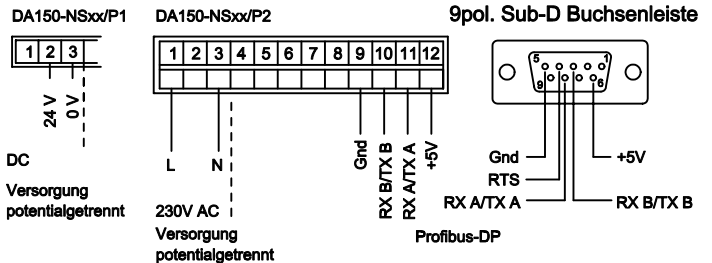 DA150-NSxx/P1
DA150-NSxx/P2
9pol. Sub-D Buchsenleiste
1 2 3
1 2 3 4 5 6 7 8 9 10 11 12
5 1
9 6
24 V
0 V
L
N
Gnd
RX B/TX B
RX A/TX A
+5V
Gnd
+5V
RTS
RX A/TX A
RX B/TX B
DC
Versorgung
potentialgetrennt
230V AC
Versorgung
potentialgetrennt
Profibus-DP